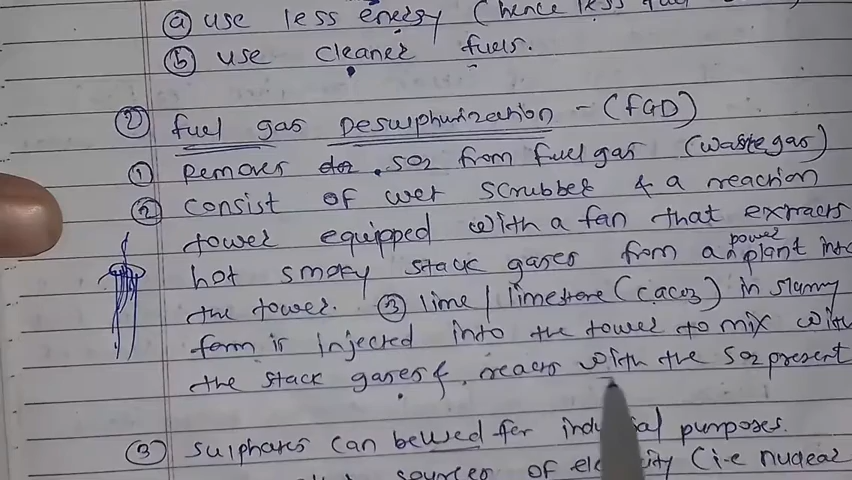 (a) use less energy (hence less
(b) use cleaner fuels.
(2) fuel gas Desulphurization - (FGD)
(1) Removes SO2 from fuel gas (waste gas)
(2) consist of wet scrubber & a reaction
tower equipped with a fan that extracts
hot smoky stack gases from a power plant into
the tower. (3) lime / limestone (CaCO3) in slurry
form is injected into the tower to mix with
the stack gases & reacts with the SO2 present
(3) sulphates can be used for industrial purposes.
sources of electricity (i.e nuclear